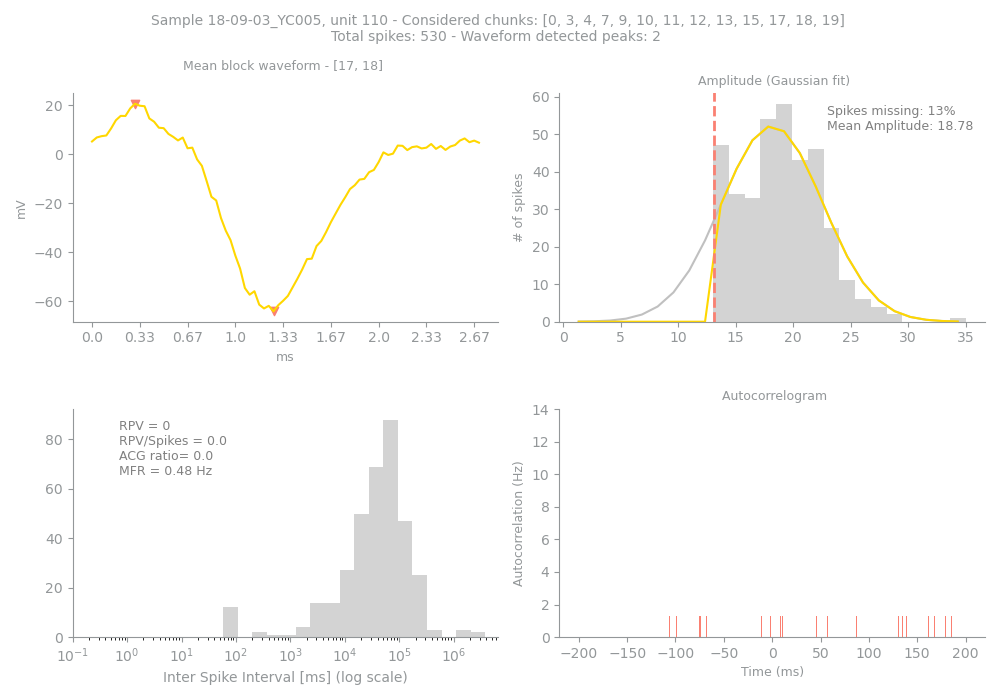 Sample 18-09-03_YC005, unit 110 - Considered chunks: [0, 3, 4, 7, 9, 10, 11, 12, 13, 15, 17, 18, 19]
Total spikes: 530 - Waveform detected peaks: 2
Mean block waveform - [17, 18]
20
0
−20
−40
−60
mV
0.0 0.33 0.67 1.0 1.33 1.67 2.0 2.33 2.67
ms
Amplitude (Gaussian fit)
Spikes missing: 13%
Mean Amplitude: 18.78
60
50
40
30
20
10
0
# of spikes
0 5 10 15 20 25 30 35
RPV = 0
RPV/Spikes = 0.0
ACG ratio= 0.0
MFR = 0.48 Hz
80
60
40
20
0
10⁻¹ 10⁰ 10¹ 10² 10³ 10⁴ 10⁵ 10⁶
Inter Spike Interval [ms] (log scale)
Autocorrelogram
14
12
10
8
6
4
2
0
Autocorrelation (Hz)
−200 −150 −100 −50 0 50 100 150 200
Time (ms)